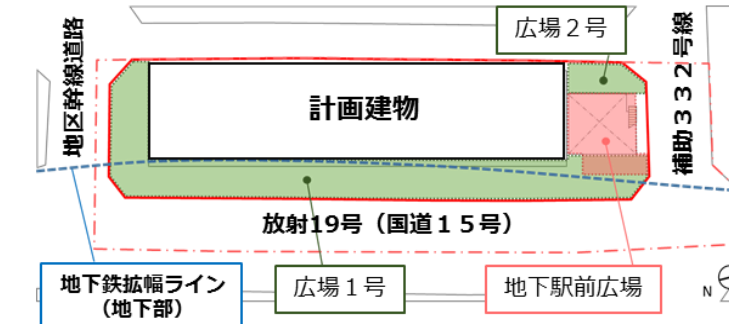 広場２号
地区幹線道路
計画建物
補助３３２号線
放射19号（国道１５号）
地下鉄拡幅ライン
（地下部）
広場１号
地下駅前広場
N